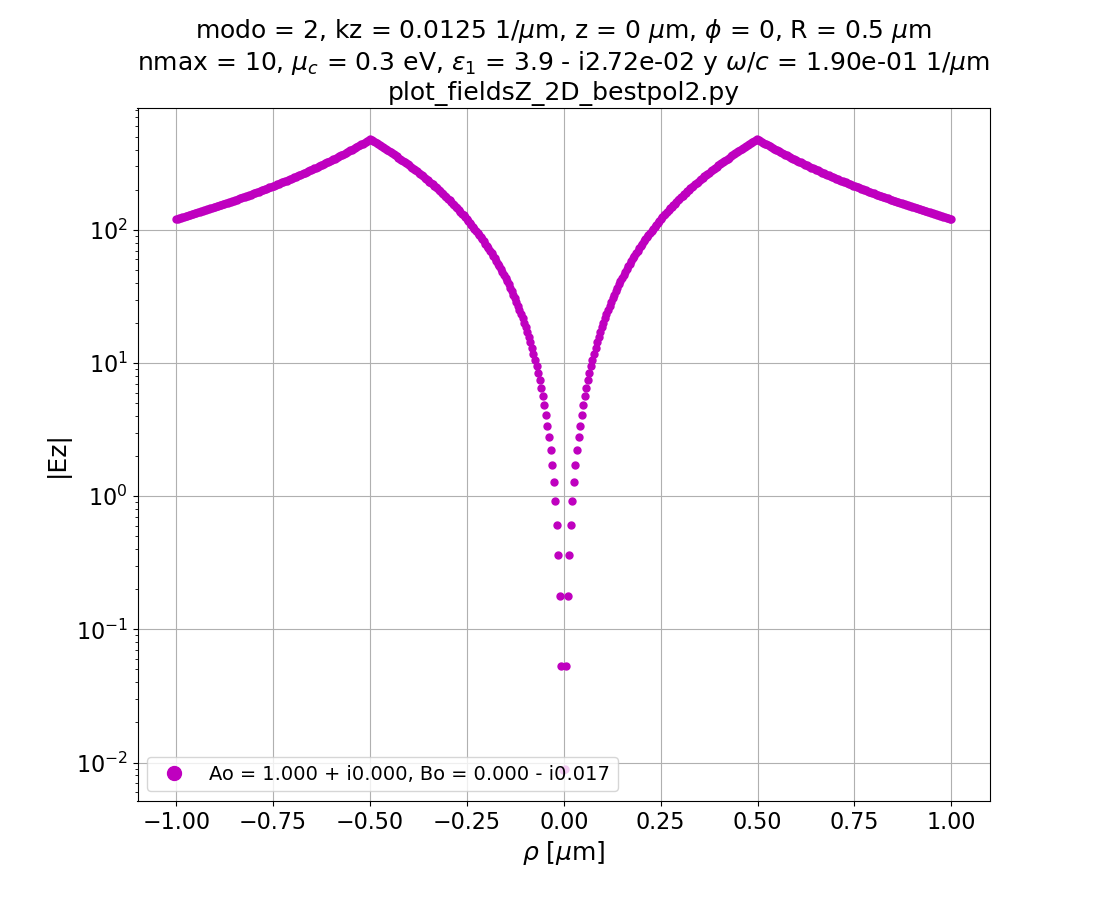 modo = 2, kz = 0.0125 1/μm, z = 0 μm, ϕ = 0, R = 0.5 μm
nmax = 10, μ_c = 0.3 eV, ε₁ = 3.9 - i2.72e-02 y ω/c = 1.90e-01 1/μm
plot_fieldsZ_2D_bestpol2.py
|Ez|
10²
10¹
10⁰
10⁻¹
10⁻²
Ao = 1.000 + i0.000, Bo = 0.000 - i0.017
−1.00 −0.75 −0.50 −0.25 0.00 0.25 0.50 0.75 1.00
ρ [μm]